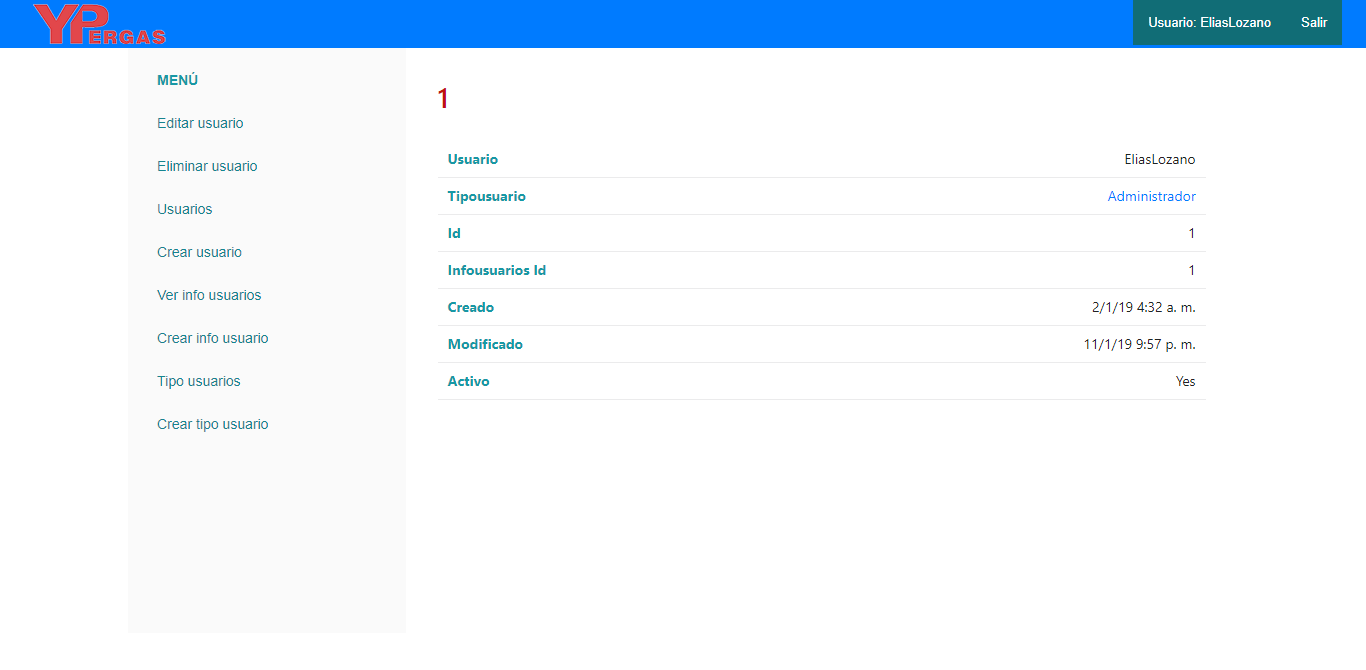 YPERGAS
Usuario: EliasLozano Salir
MENÚ
Editar usuario
Eliminar usuario
Usuarios
Crear usuario
Ver info usuarios
Crear info usuario
Tipo usuarios
Crear tipo usuario
1
Usuario EliasLozano
Tipousuario Administrador
Id 1
Infousuarios Id 1
Creado 2/1/19 4:32 a. m.
Modificado 11/1/19 9:57 p. m.
Activo Yes